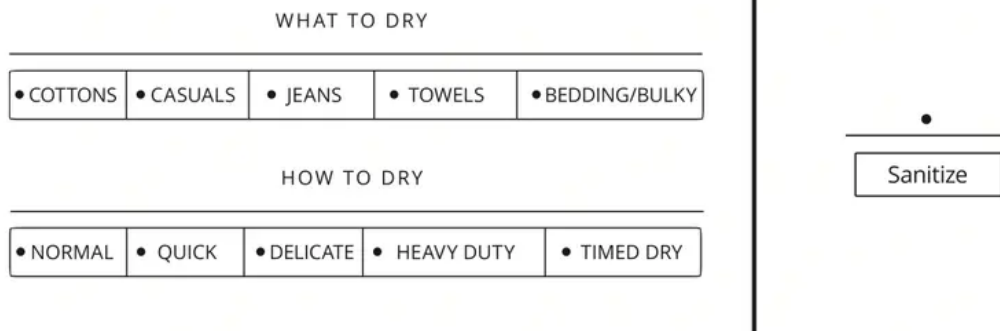 WHAT TO DRY
COTTONS CASUALS JEANS TOWELS BEDDING/BULKY
HOW TO DRY
NORMAL QUICK DELICATE HEAVY DUTY TIMED DRY
Sanitize